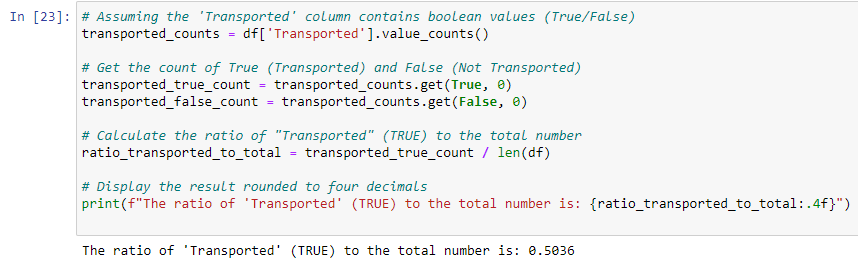 In [23]: # Assuming the 'Transported' column contains boolean values (True/False)
transported_counts = df['Transported'].value_counts()
# Get the count of True (Transported) and False (Not Transported)
transported_true_count = transported_counts.get(True, 0)
transported_false_count = transported_counts.get(False, 0)
# Calculate the ratio of "Transported" (TRUE) to the total number
ratio_transported_to_total = transported_true_count / len(df)
# Display the result rounded to four decimals
print(f"The ratio of 'Transported' (TRUE) to the total number is: {ratio_transported_to_total:.4f}")
The ratio of 'Transported' (TRUE) to the total number is: 0.5036